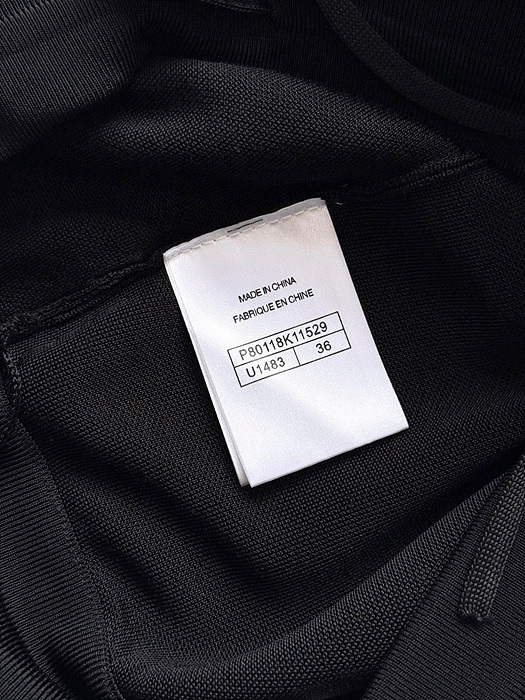 MADE IN CHINA
FABRIQUE EN CHINE
P80118K11529
U1483 36